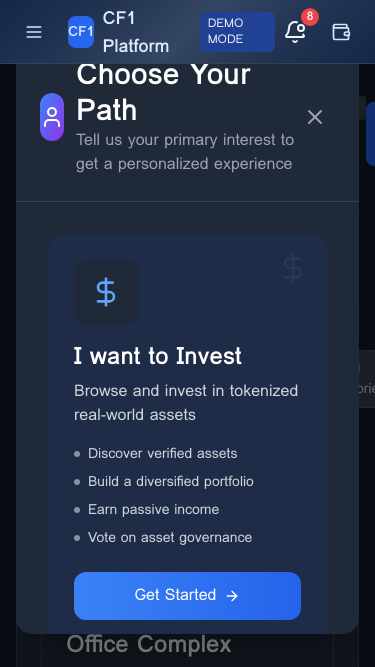 CF1
CF1
Platform
DEMO
MODE
8
Choose Your
Path
Tell us your primary interest to
get a personalized experience
I want to Invest
Browse and invest in tokenized
real-world assets
Discover verified assets
Build a diversified portfolio
Earn passive income
Vote on asset governance
Get Started
Office Complex